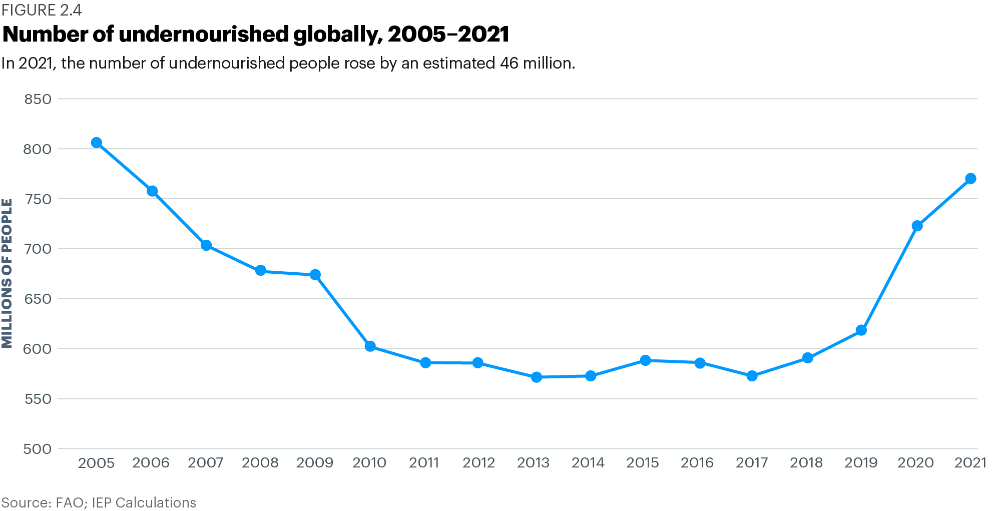 FIGURE 2.4
Number of undernourished globally, 2005–2021
In 2021, the number of undernourished people rose by an estimated 46 million.
MILLIONS OF PEOPLE
850
800
750
700
650
600
550
500
2005 2006 2007 2008 2009 2010 2011 2012 2013 2014 2015 2016 2017 2018 2019 2020 2021
Source: FAO; IEP Calculations